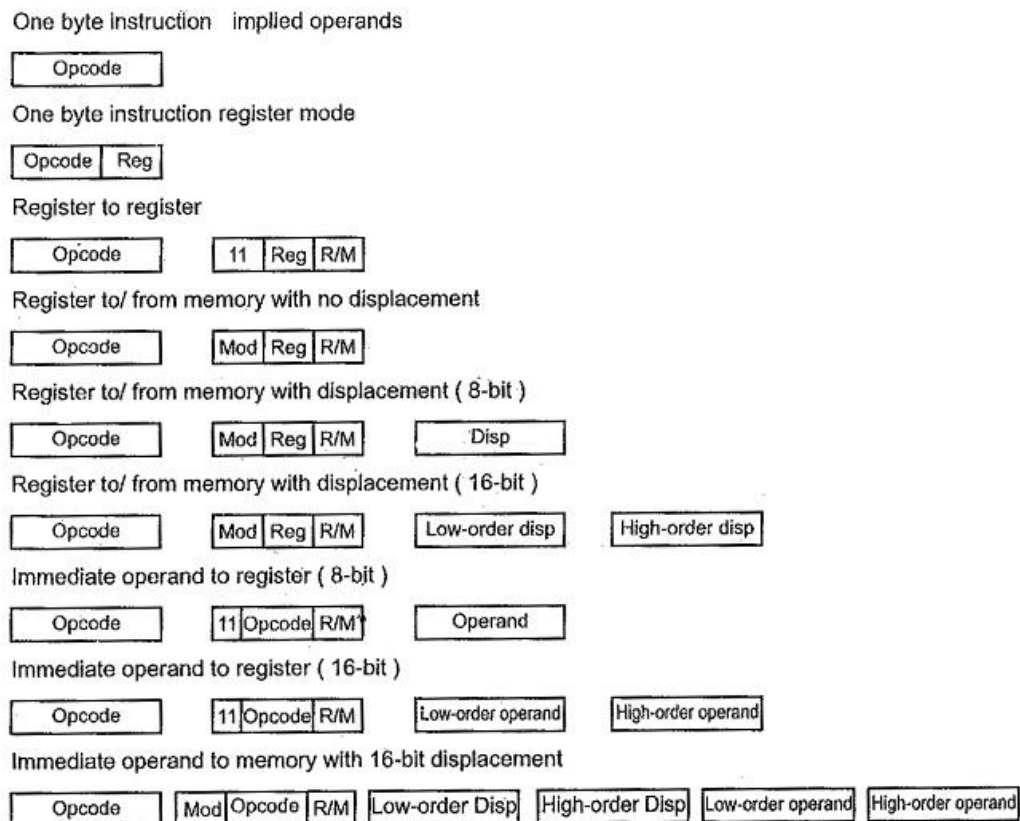 One byte instruction implied operands
Opcode
One byte instruction register mode
Opcode Reg
Register to register
Opcode 11 Reg R/M
Register to/ from memory with no displacement
Opcode Mod Reg R/M
Register to/ from memory with displacement ( 8-bit )
Opcode Mod Reg R/M Disp
Register to/ from memory with displacement ( 16-bit )
Opcode Mod Reg R/M Low-order disp High-order disp
Immediate operand to register ( 8-bit )
Opcode 11 Opcode R/M Operand
Immediate operand to register ( 16-bit )
Opcode 11 Opcode R/M Low-order operand High-order operand
Immediate operand to memory with 16-bit displacement
Opcode Mod Opcode R/M Low-order Disp High-order Disp Low-order operand High-order operand